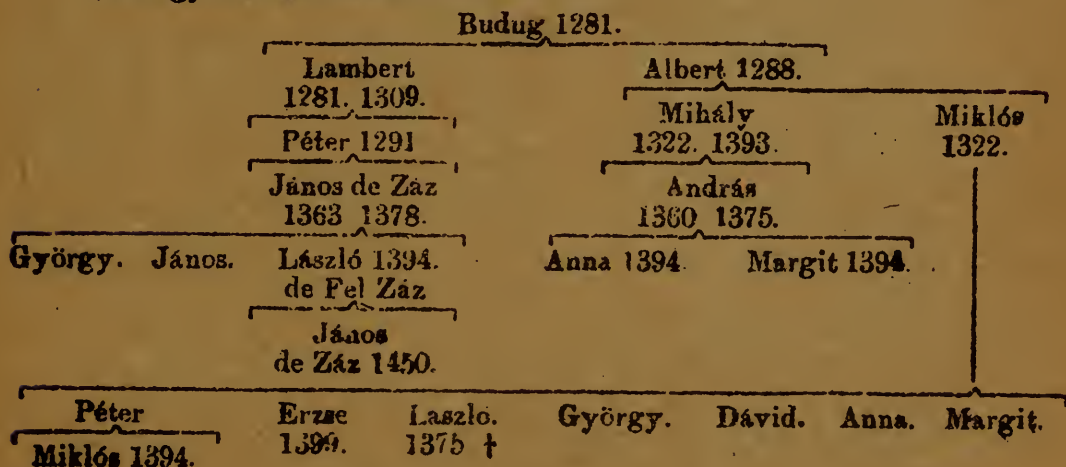 Budug 1281.
Lambert Albert 1288.
1281. 1309.
Mihály Miklós
Péter 1291 1322. 1393. 1322.
János de Záz András
1363 1378. 1360 1375.
György. János. László 1394. Anna 1394. Margit 1394.
de Fel Záz
János
de Záz 1450.
Péter Erzse Laszló. György. Dávid. Anna. Margit.
Miklós 1394. 1399. 1375 †